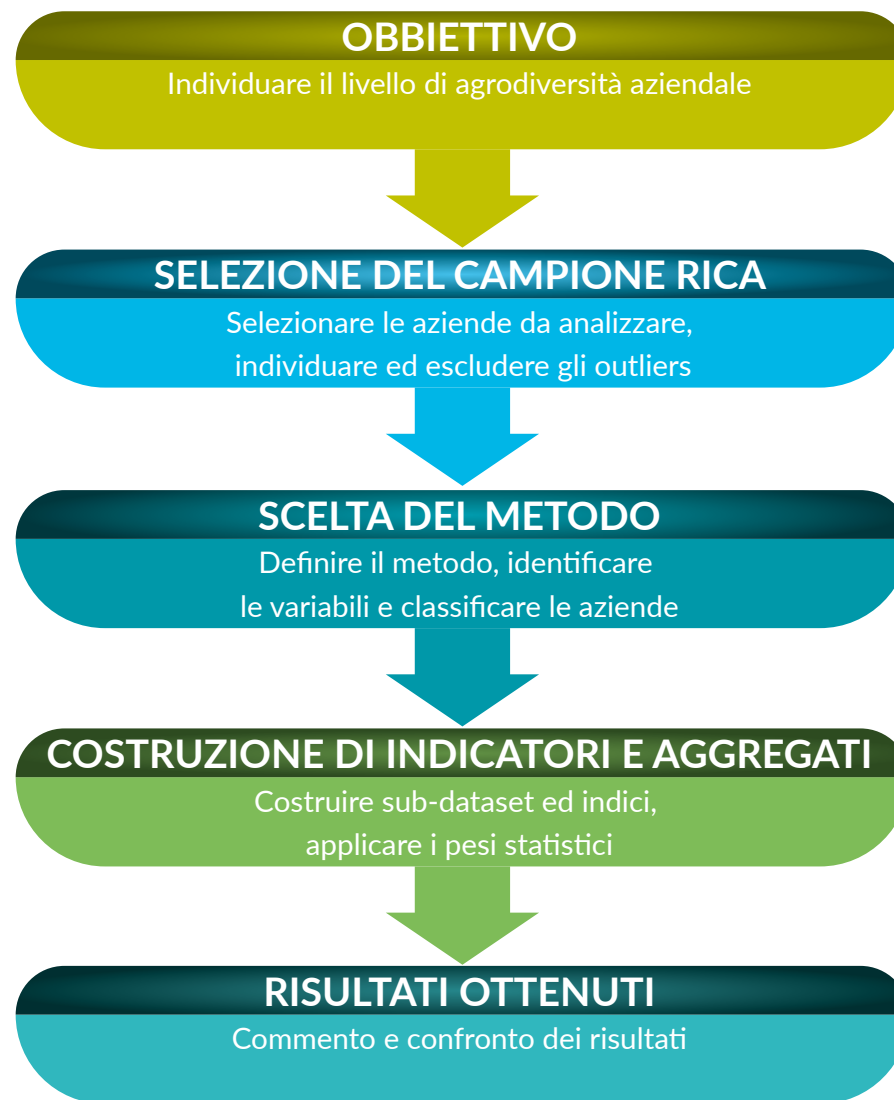 OBBIETTIVO
Individuare il livello di agrodiversità aziendale
SELEZIONE DEL CAMPIONE RICA
Selezionare le aziende da analizzare,
individuare ed escludere gli outliers
SCELTA DEL METODO
Definire il metodo, identificare
le variabili e classificare le aziende
COSTRUZIONE DI INDICATORI E AGGREGATI
Costruire sub-dataset ed indici,
applicare i pesi statistici
RISULTATI OTTENUTI
Commento e confronto dei risultati